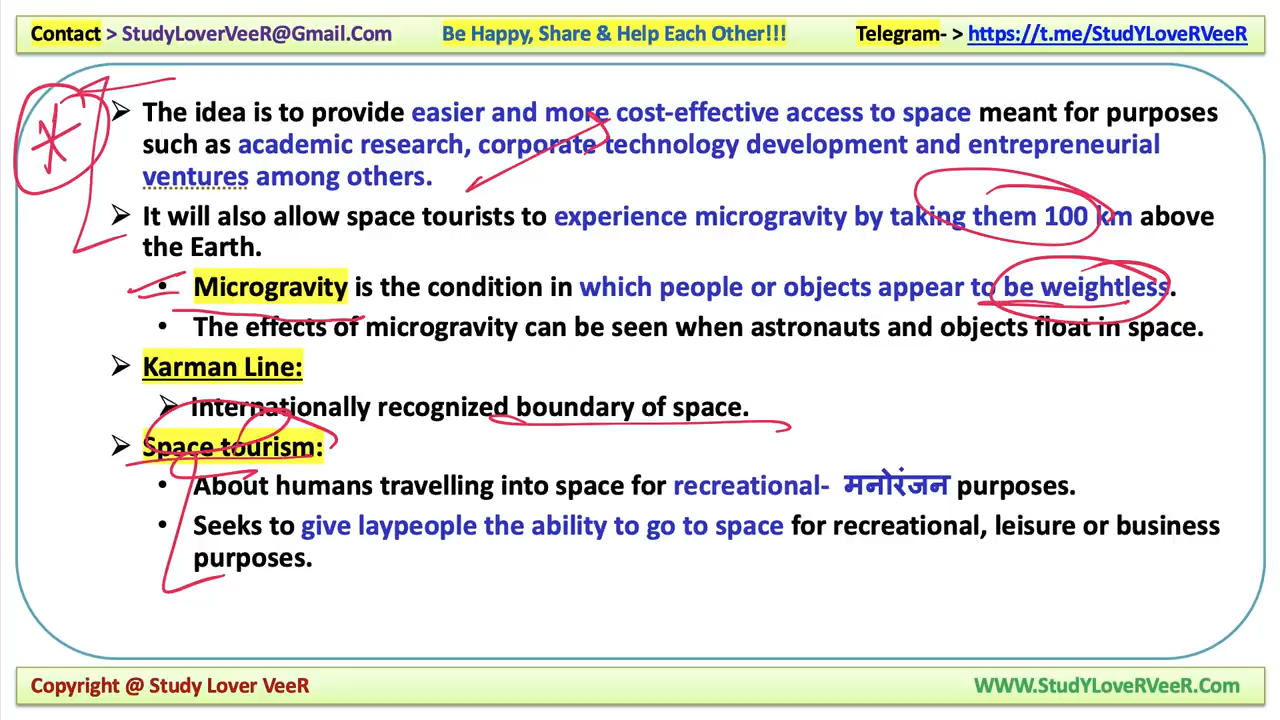 Contact > StudyLoverVeeR@Gmail.Com Be Happy, Share & Help Each Other!!! Telegram- > https://t.me/StudYLoveRVeeR
➤ The idea is to provide easier and more cost-effective access to space meant for purposes
such as academic research, corporate technology development and entrepreneurial
ventures among others.
➤ It will also allow space tourists to experience microgravity by taking them 100 km above
the Earth.
• Microgravity is the condition in which people or objects appear to be weightless.
• The effects of microgravity can be seen when astronauts and objects float in space.
➤ Karman Line:
➤ Internationally recognized boundary of space.
➤ Space tourism:
• About humans travelling into space for recreational- मनोरंजन purposes.
• Seeks to give laypeople the ability to go to space for recreational, leisure or business
purposes.
Copyright @ Study Lover VeeR WWW.StudYLoveRVeeR.Com